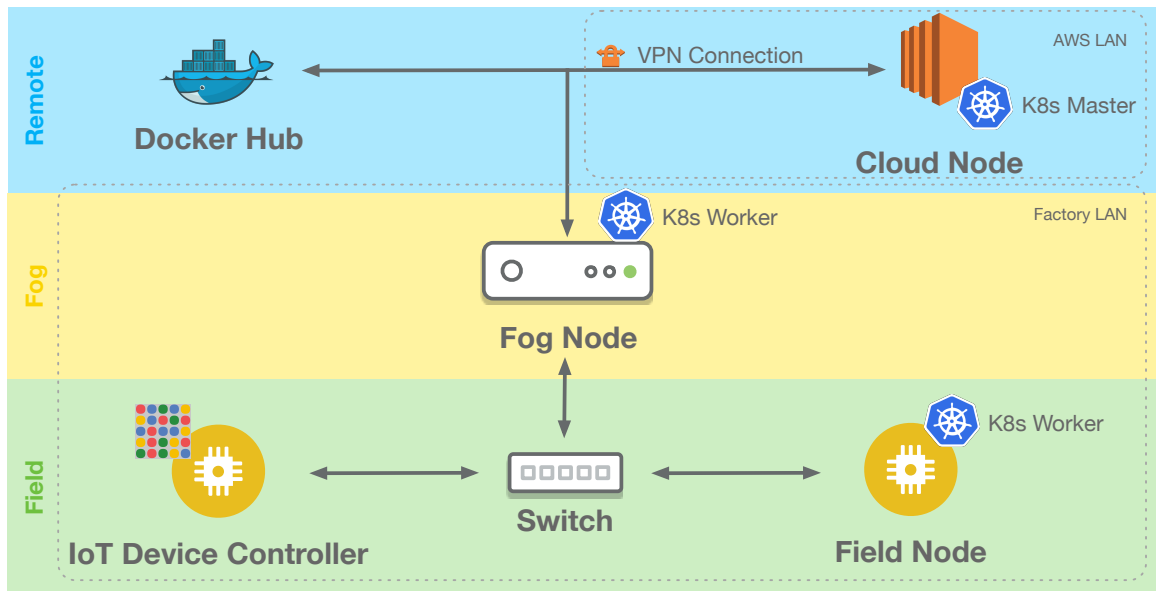 Remote
VPN Connection
AWS LAN
K8s Master
Docker Hub
Cloud Node
Fog
K8s Worker
Factory LAN
Fog Node
Field
K8s Worker
Switch
IoT Device Controller
Field Node